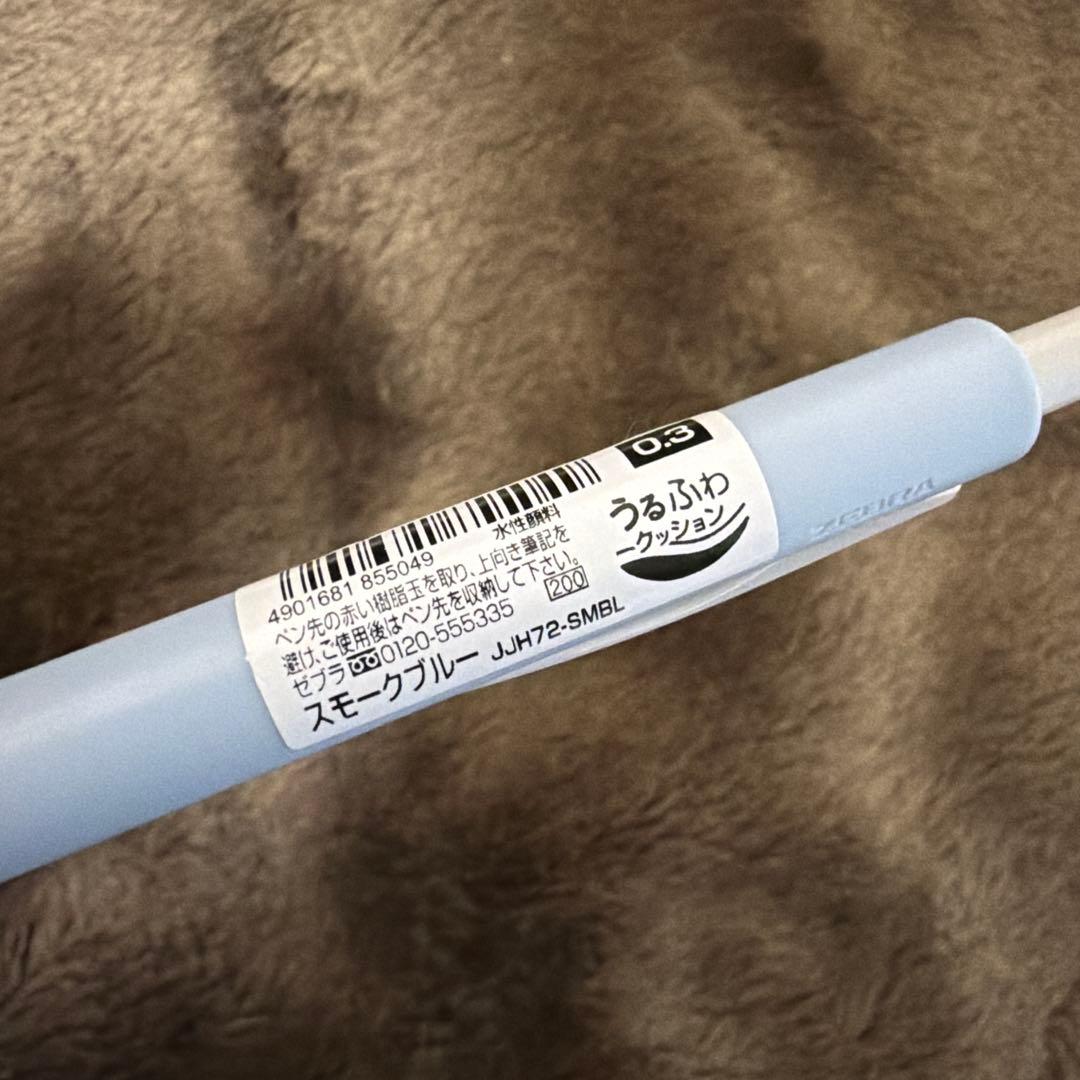 0.3
うるふわ
クッション
4901681 855049
水性顔料
ペン先の赤い樹脂玉を取り、上向き筆記を
避け、ご使用後はペン先を収納して下さい。
ゼブラ 0120-555335
200
スモークブルー JJH72-SMBL
ZEBRA